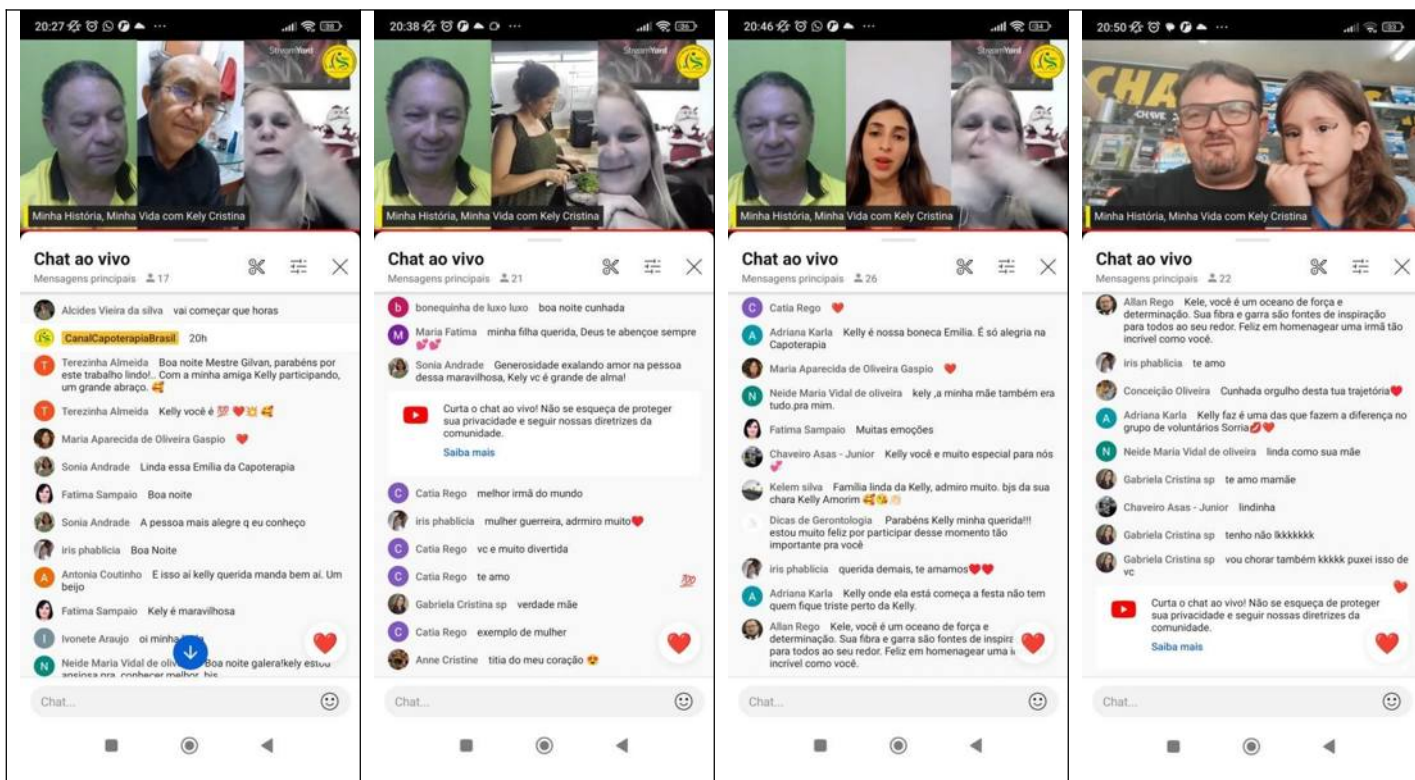 20:27
38
StreamYard
Minha História, Minha Vida com Kely Cristina
Chat ao vivo
Mensagens principais 17
Alcides Vieira da silva vai começar que horas
CanalCapoterapiaBrasil 20h
Terezinha Almeida Boa noite Mestre Gilvan, parabéns por
este trabalho lindo!.. Com a minha amiga Kelly participando,
um grande abraço. 🥰
Terezinha Almeida Kelly você é 💯 ❤️💥 🥰
Maria Aparecida de Oliveira Gaspio ❤️
Sonia Andrade Linda essa Emília da Capoterapia
Fatima Sampaio Boa noite
Sonia Andrade A pessoa mais alegre q eu conheço
iris phablicia Boa Noite
Antonia Coutinho E isso aí kelly querida manda bem aí. Um
beijo
Fatima Sampaio Kely é maravilhosa
Ivonete Araujo oi minha
Neide Maria Vidal de Boa noite galera!kely estou
ansiosa pra conhecer melhor bjs
Chat...
20:38
36
StreamYard
Minha História, Minha Vida com Kely Cristina
Chat ao vivo
Mensagens principais 21
b
bonequinha de luxo luxo boa noite cunhada
M
Maria Fatima minha filha querida, Deus te abençoe sempre
💕💕
Sonia Andrade Generosidade exalando amor na pessoa
dessa maravilhosa, Kely vc é grande de alma!
Curta o chat ao vivo! Não se esqueça de proteger
sua privacidade e seguir nossas diretrizes da
comunidade.
Saiba mais
Catia Rego melhor irmã do mundo
iris phablicia mulher guerreira, adrmiro muito❤️
Catia Rego vc e muito divertida
Catia Rego te amo
💯
Gabriela Cristina sp verdade mãe
Catia Rego exemplo de mulher
Anne Cristine titia do meu coração 😍
Chat...
20:46
34
StreamYard
Minha História, Minha Vida com Kely Cristina
Chat ao vivo
Mensagens principais 26
Catia Rego ❤️
Adriana Karla Kelly é nossa boneca Emilia. É só alegria na
Capoterapia
Maria Aparecida de Oliveira Gaspio ❤️
Neide Maria Vidal de oliveira kely ,a minha mãe também era
tudo.pra mim.
Fatima Sampaio Muitas emoções
Chaveiro Asas - Junior Kelly você e muito especial para nós
💕
Kelem silva Família linda da Kelly, admiro muito. bjs da sua
chara Kelly Amorim 🥰😘👏🏻
Dicas de Gerontologia Parabéns Kelly minha querida!!!
estou muito feliz por participar desse momento tão
importante pra você
iris phablicia querida demais, te amamos❤️❤️
Adriana Karla Kelly onde ela está começa a festa não tem
quem fique triste perto da Kelly.
Allan Rego Kele, você é um oceano de força e
determinação. Sua fibra e garra são fontes de
para todos ao seu redor. Feliz em homenagear uma
incrível como você.
Chat...
20:50
33
CHA
CHAVE
Minha História, Minha Vida com Kely Cristina
Chat ao vivo
Mensagens principais 22
Allan Rego Kele, você é um oceano de força e
determinação. Sua fibra e garra são fontes de inspiração
para todos ao seu redor. Feliz em homenagear uma irmã tão
incrível como você.
iris phablicia te amo
Conceição Oliveira Cunhada orgulho desta tua trajetória❤️
Adriana Karla Kelly faz é uma das que fazem a diferença no
grupo de voluntários Sorria💋❤️
Neide Maria Vidal de oliveira linda como sua mãe
Gabriela Cristina sp te amo mamãe
Chaveiro Asas - Junior lindinha
Gabriela Cristina sp tenho não lkkkkkkk
Gabriela Cristina sp vou chorar também kkkkk puxei isso de
vc
Curta o chat ao vivo! Não se esqueça de proteger
sua privacidade e seguir nossas diretrizes da
comunidade.
Saiba mais
Chat...